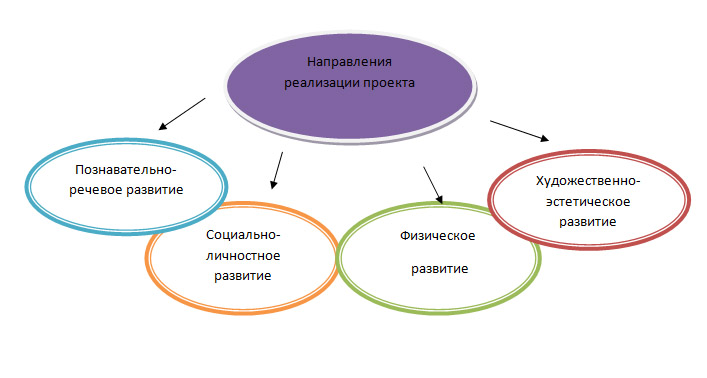 Направления
реализации проекта
Познавательно-
речевое развитие
Социально-
личностное
развитие
Физическое
развитие
Художественно-
эстетическое
развитие